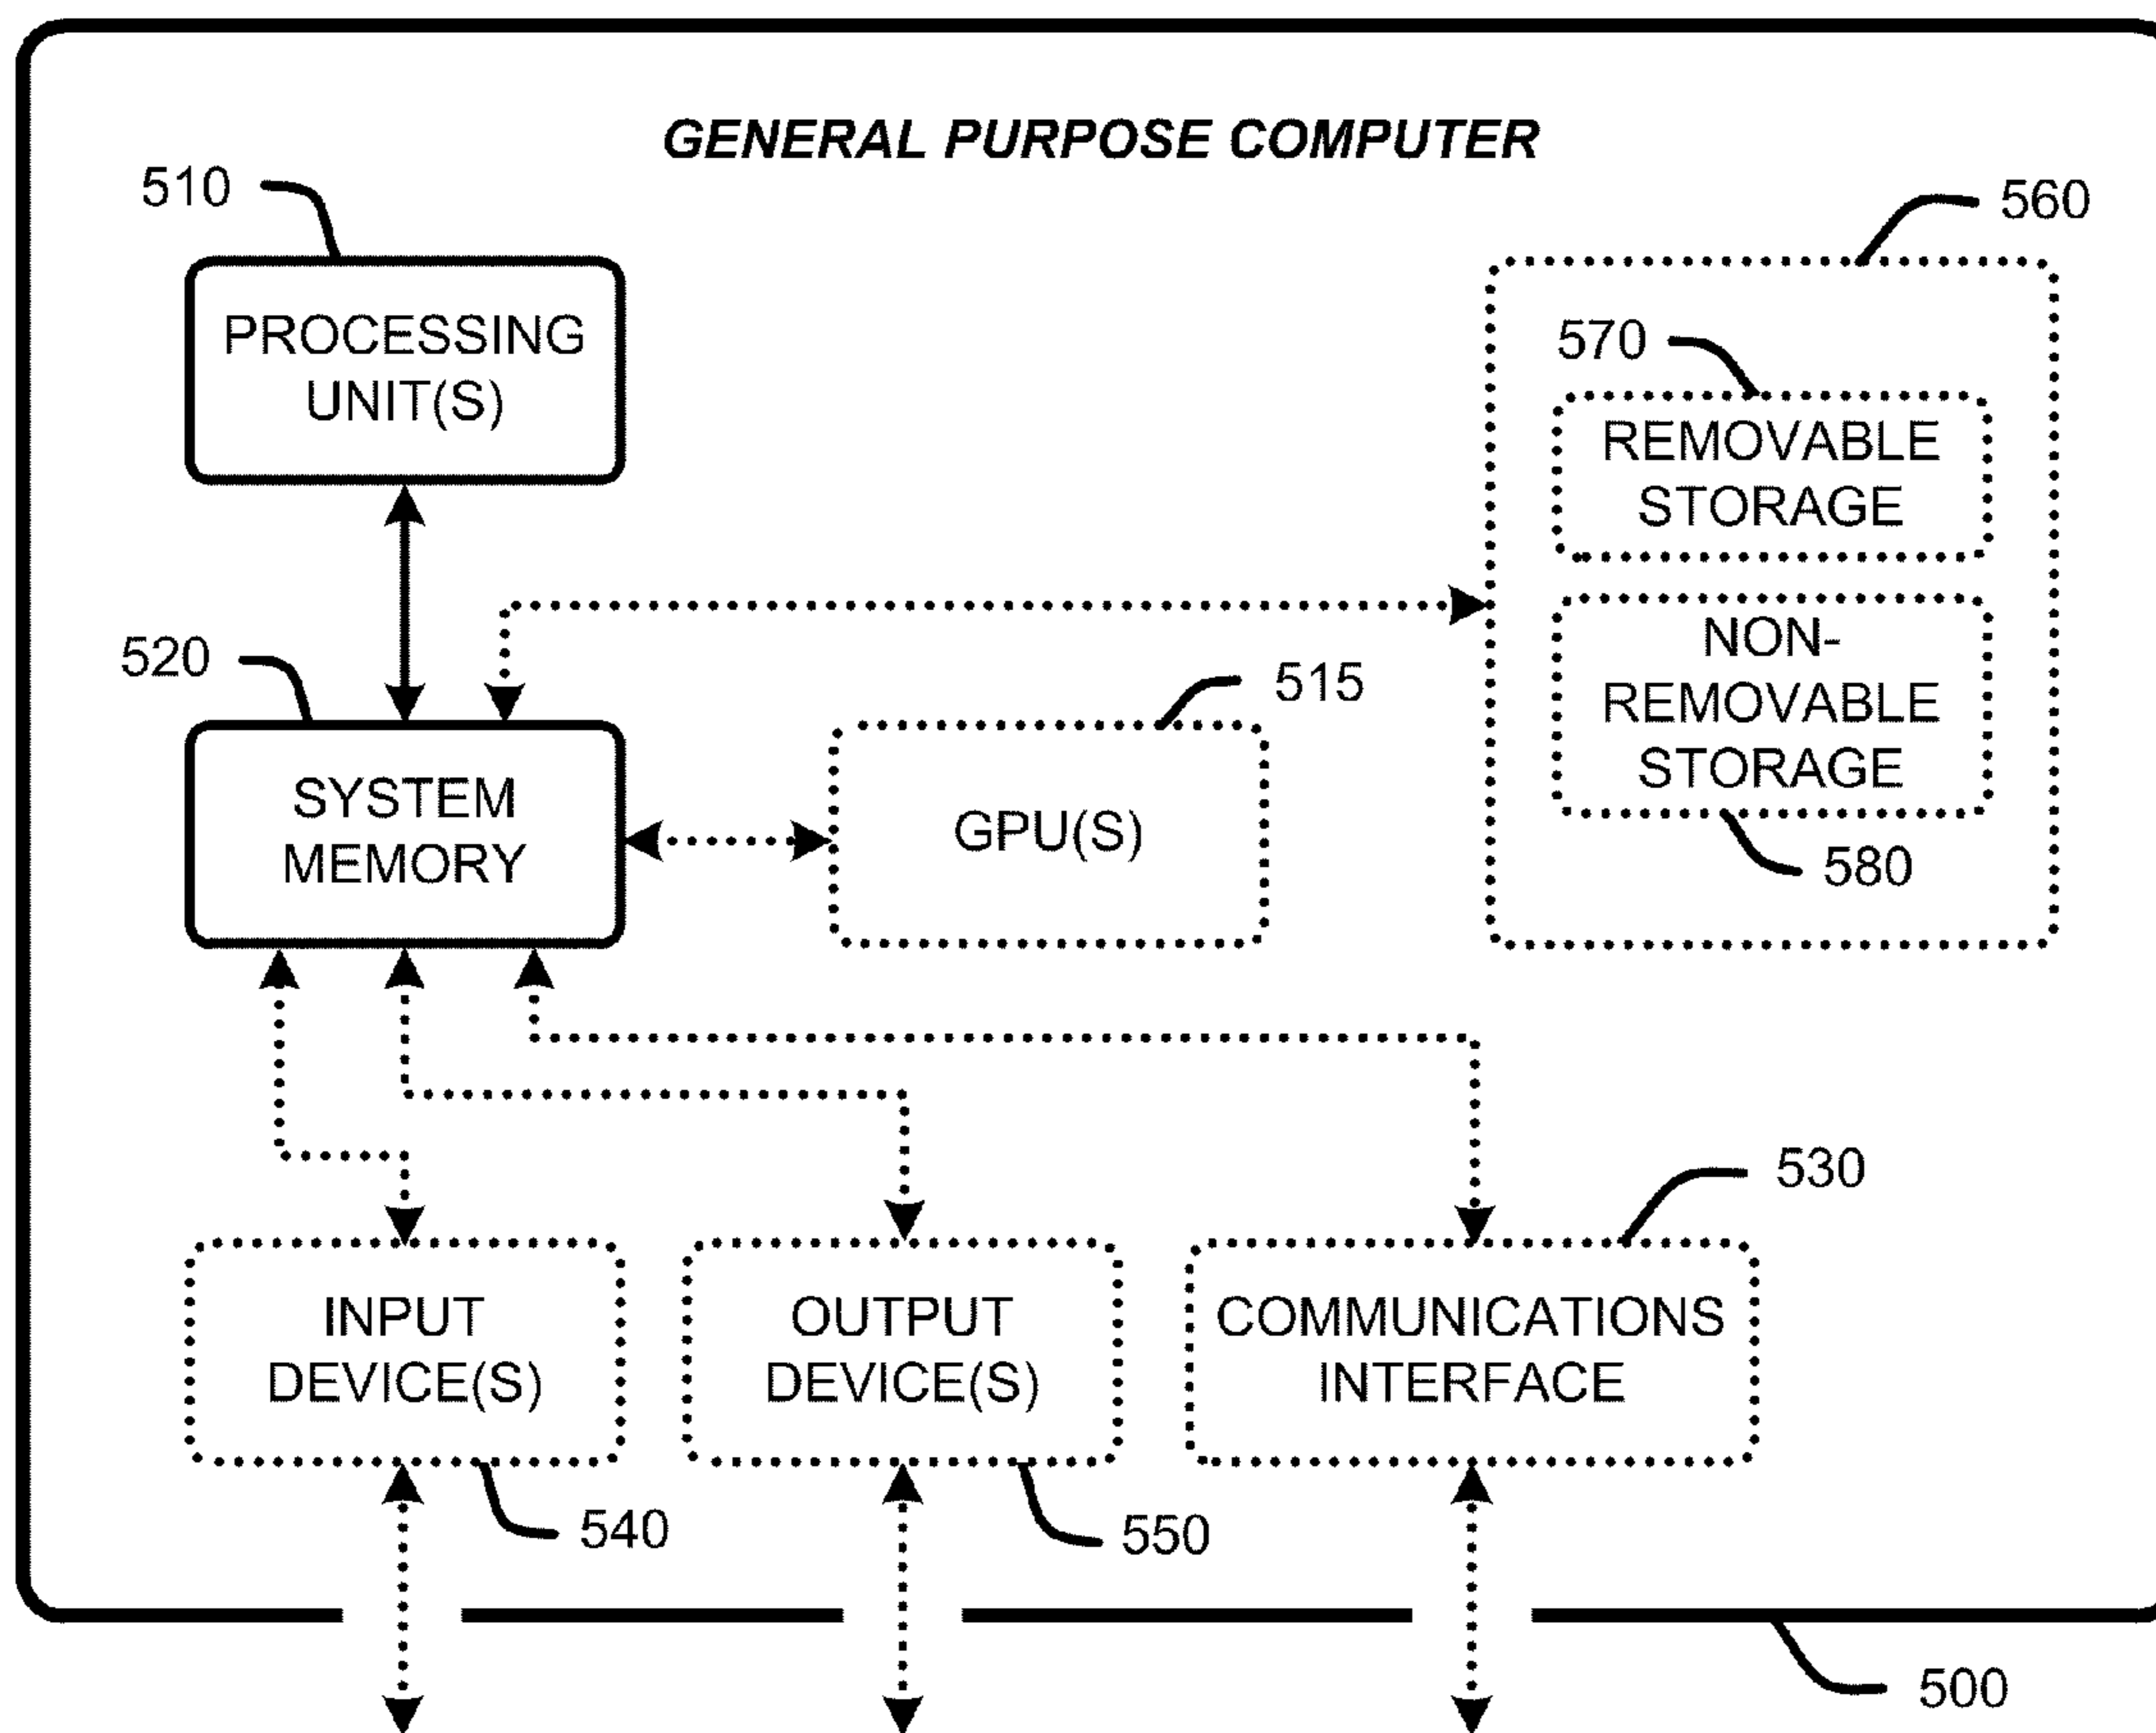 GENERAL PURPOSE COMPUTER
510
560
PROCESSING
UNIT(S)
570
REMOVABLE
STORAGE
NON-
REMOVABLE
STORAGE
580
520
515
SYSTEM
MEMORY
GPU(S)
530
INPUT
DEVICE(S)
OUTPUT
DEVICE(S)
COMMUNICATIONS
INTERFACE
540
550
500